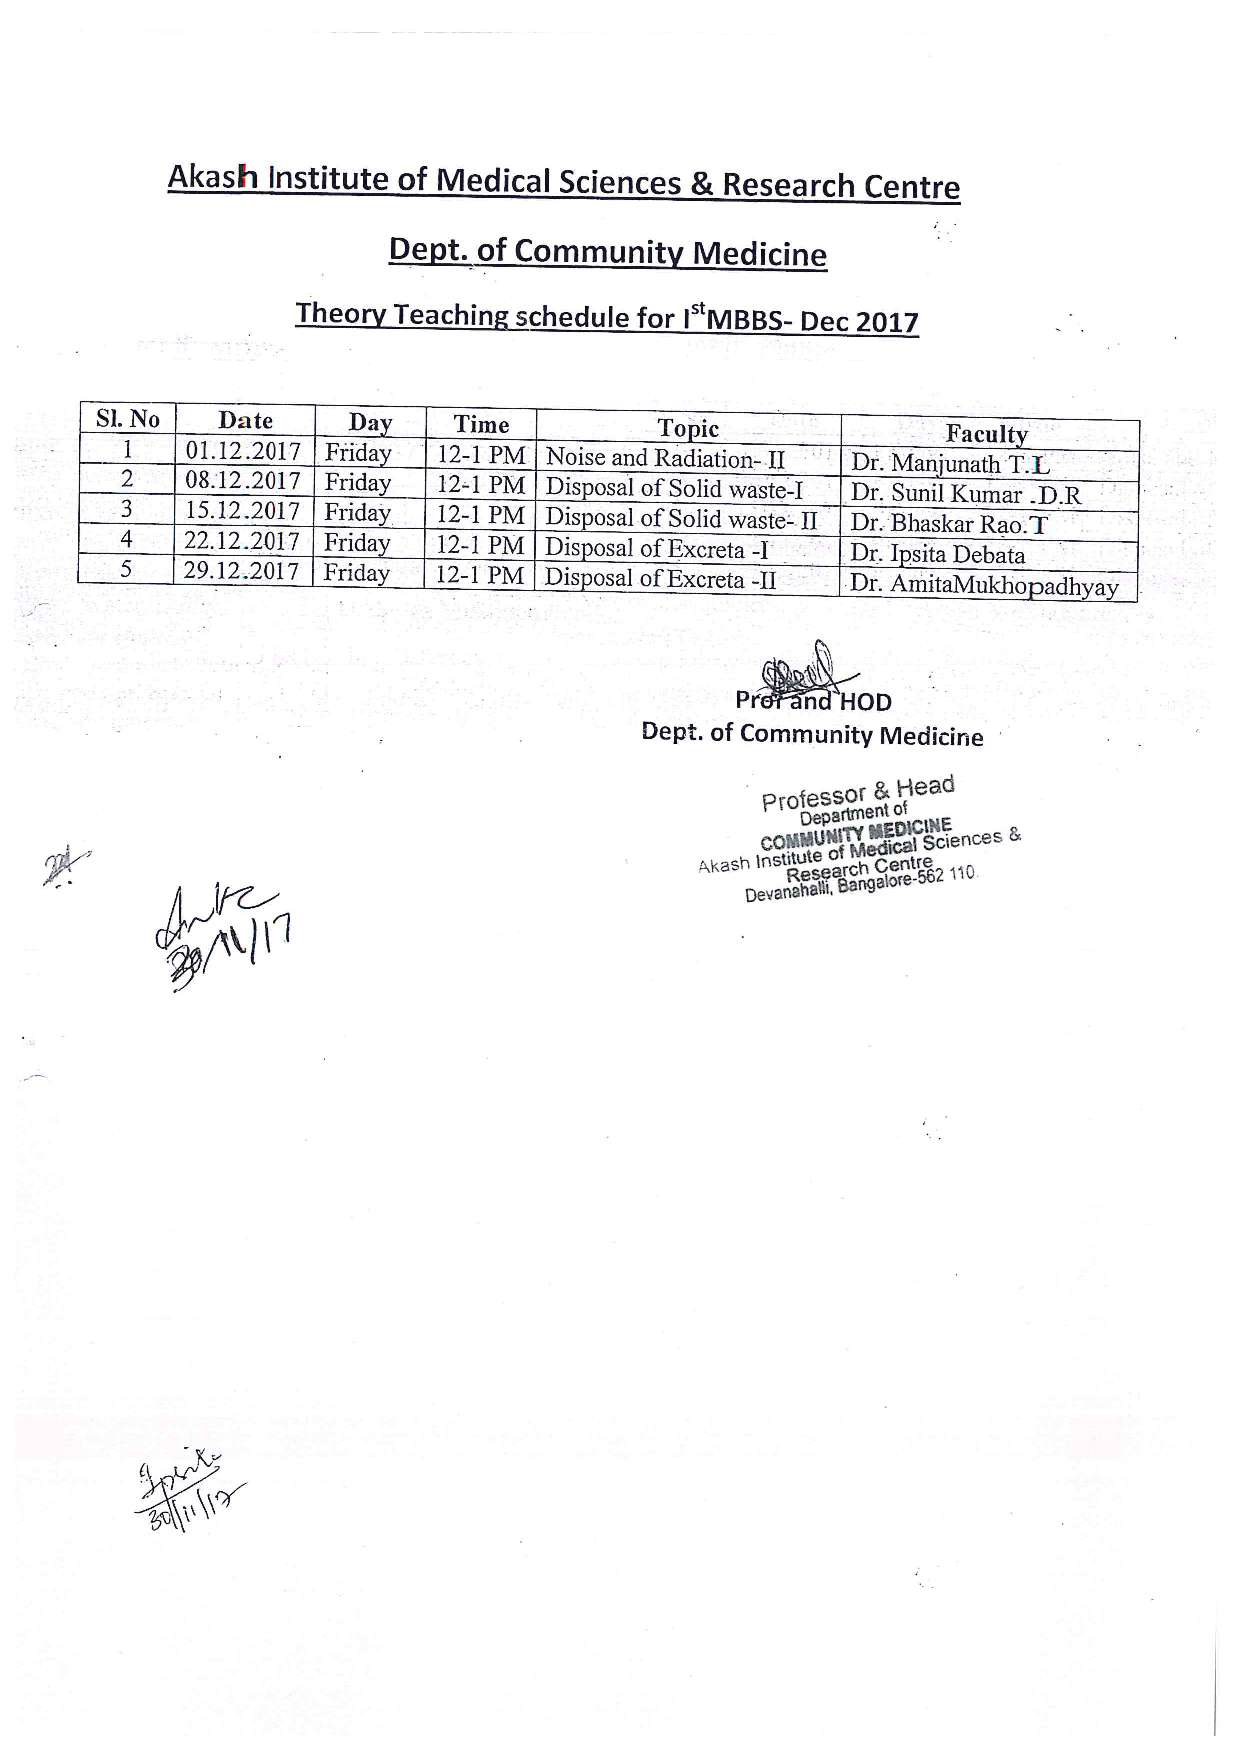 Akash Institute of Medical Sciences & Research Centre
Dept. of Community Medicine
Theory Teaching schedule for Ist MBBS- Dec 2017
Sl. No Date Day Time Topic Faculty
1 01.12.2017 Friday 12-1 PM Noise and Radiation- II Dr. Manjunath T.L
2 08.12.2017 Friday 12-1 PM Disposal of Solid waste-I Dr. Sunil Kumar .D.R
3 15.12.2017 Friday 12-1 PM Disposal of Solid waste- II Dr. Bhaskar Rao.T
4 22.12.2017 Friday 12-1 PM Disposal of Excreta -I Dr. Ipsita Debata
5 29.12.2017 Friday 12-1 PM Disposal of Excreta -II Dr. AmitaMukhopadhyay
Prof and HOD
Dept. of Community Medicine
Professor & Head
Department of
COMMUNITY MEDICINE
Akash Institute of Medical Sciences &
Research Centre
Devanahalli, Bangalore-562 110.
30/11/17
Ipsita
30/11/17